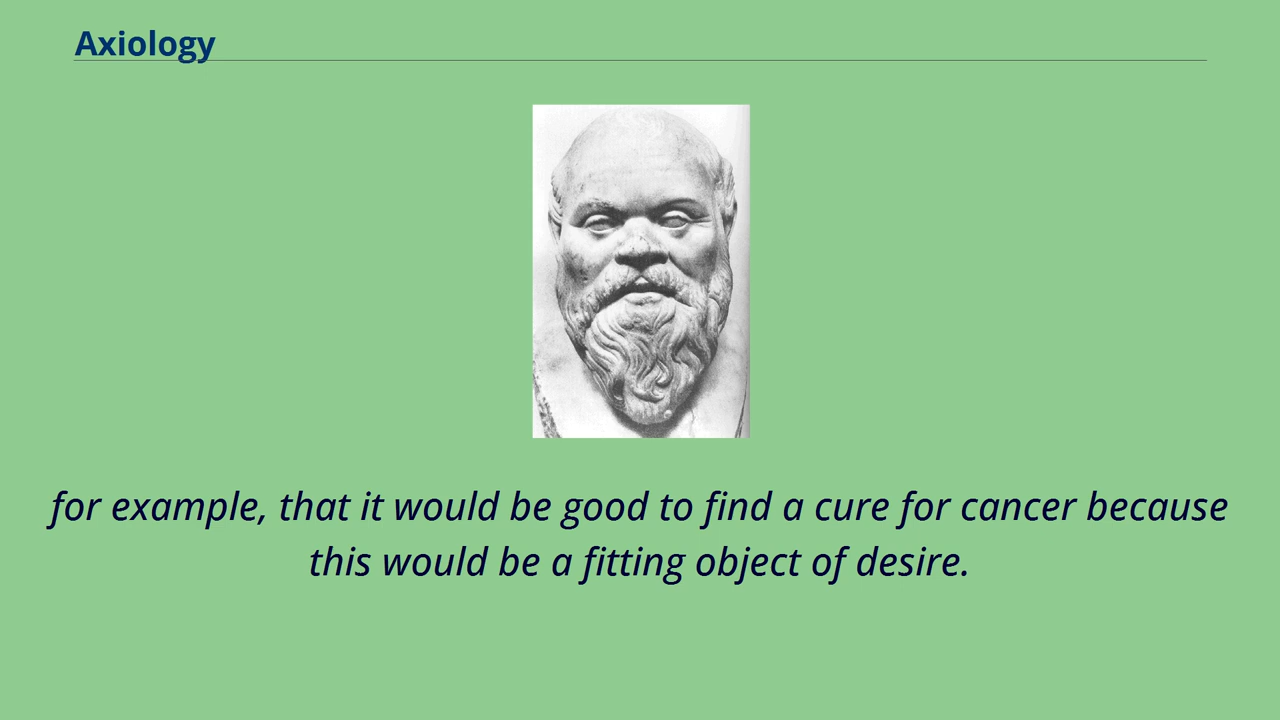 Axiology
for example, that it would be good to find a cure for cancer because
this would be a fitting object of desire.